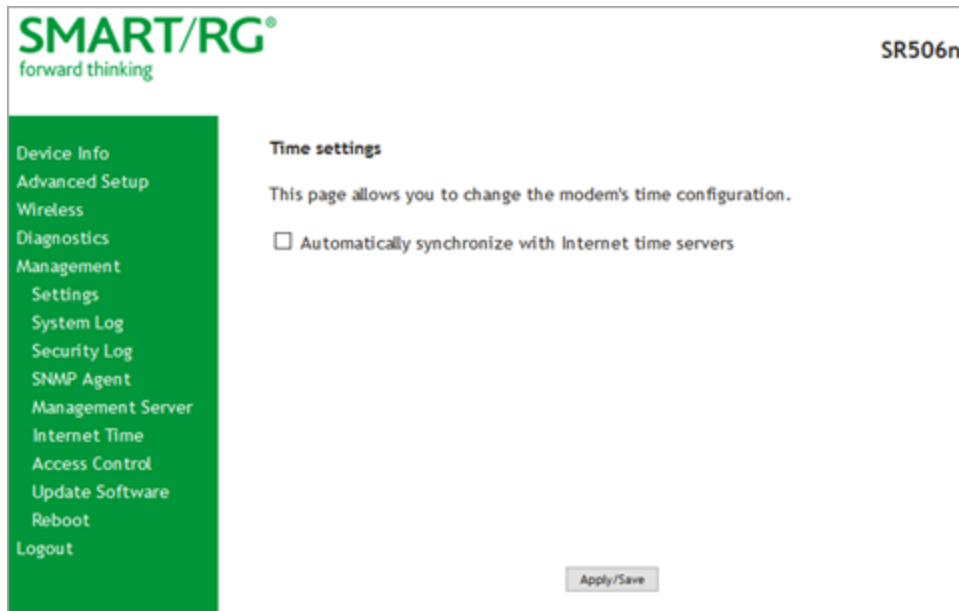 SMART/RG®
forward thinking
SR506n
Device Info
Advanced Setup
Wireless
Diagnostics
Management
Settings
System Log
Security Log
SNMP Agent
Management Server
Internet Time
Access Control
Update Software
Reboot
Logout
Time settings
This page allows you to change the modem's time configuration.
Automatically synchronize with Internet time servers
Apply/Save